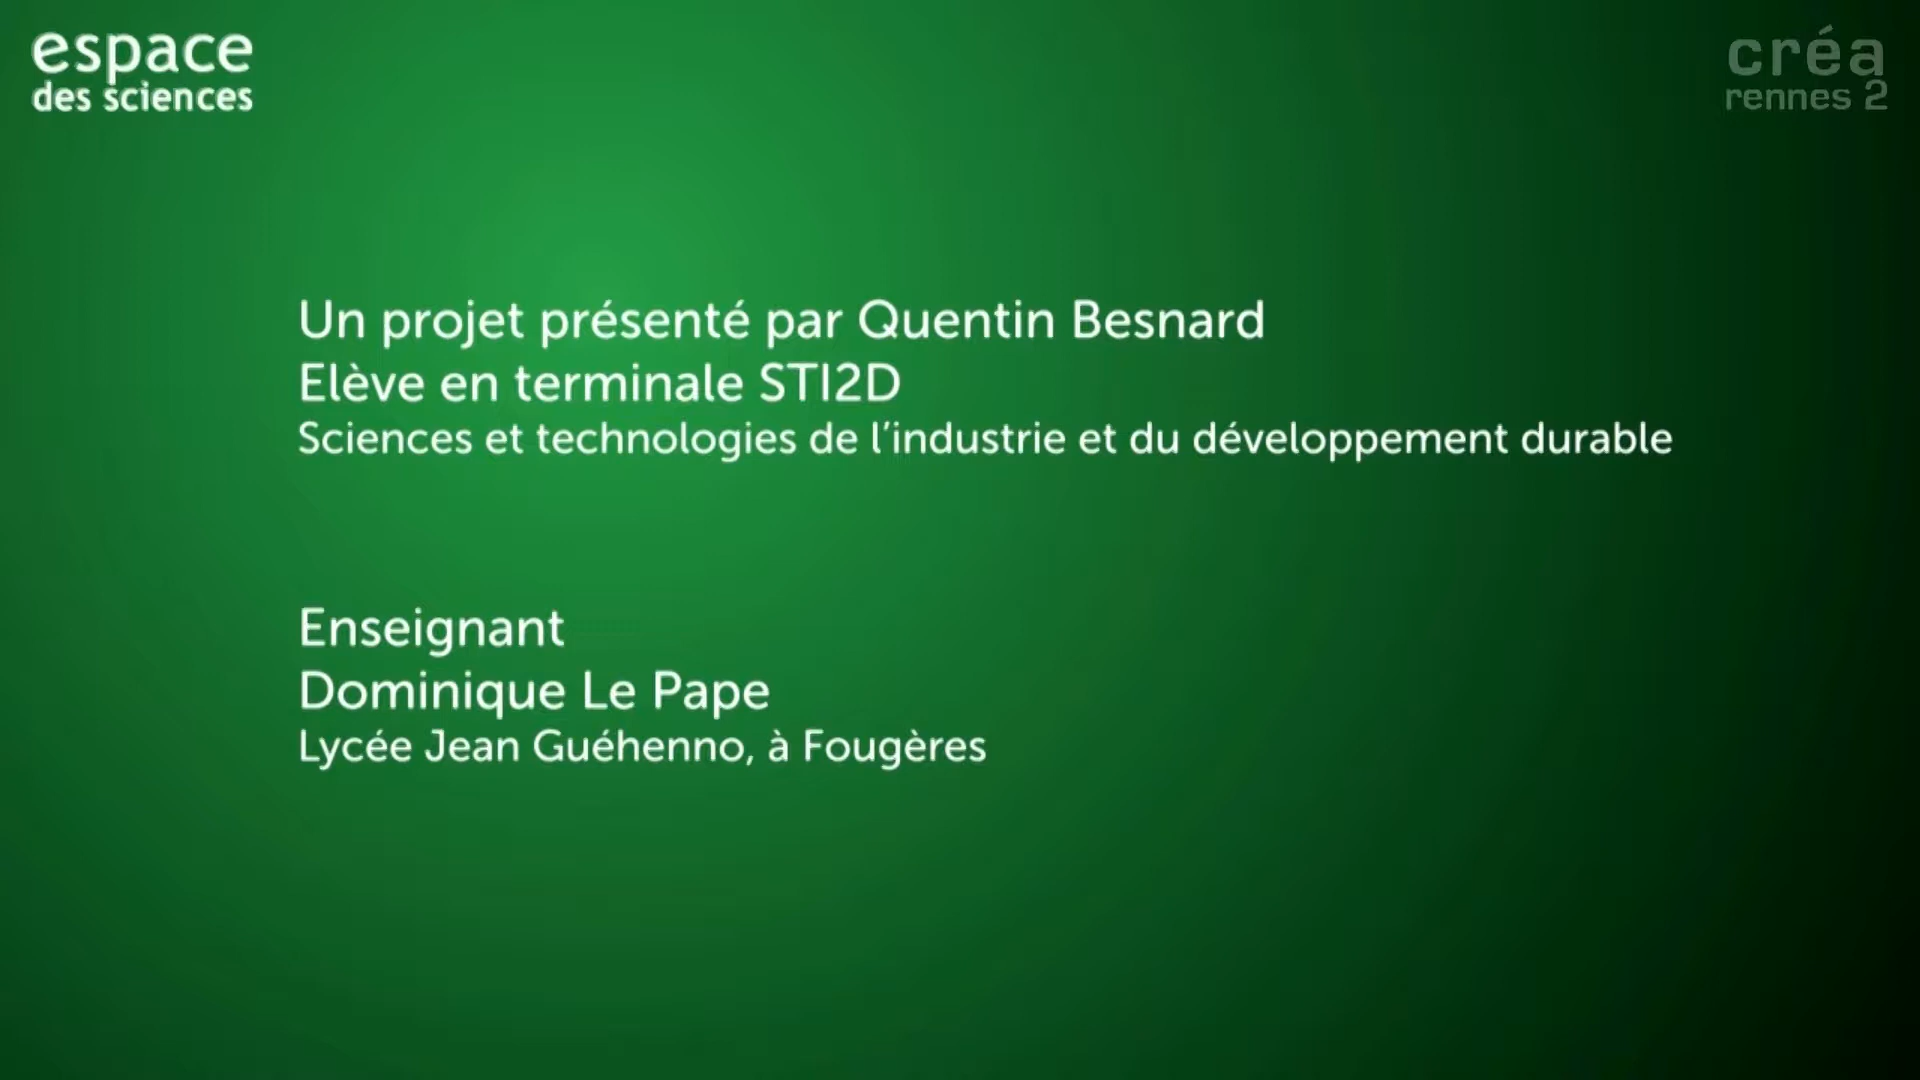 espace
des sciences
créa
rennes 2
Un projet présenté par Quentin Besnard
Elève en terminale STI2D
Sciences et technologies de l'industrie et du développement durable
Enseignant
Dominique Le Pape
Lycée Jean Guéhenno, à Fougères